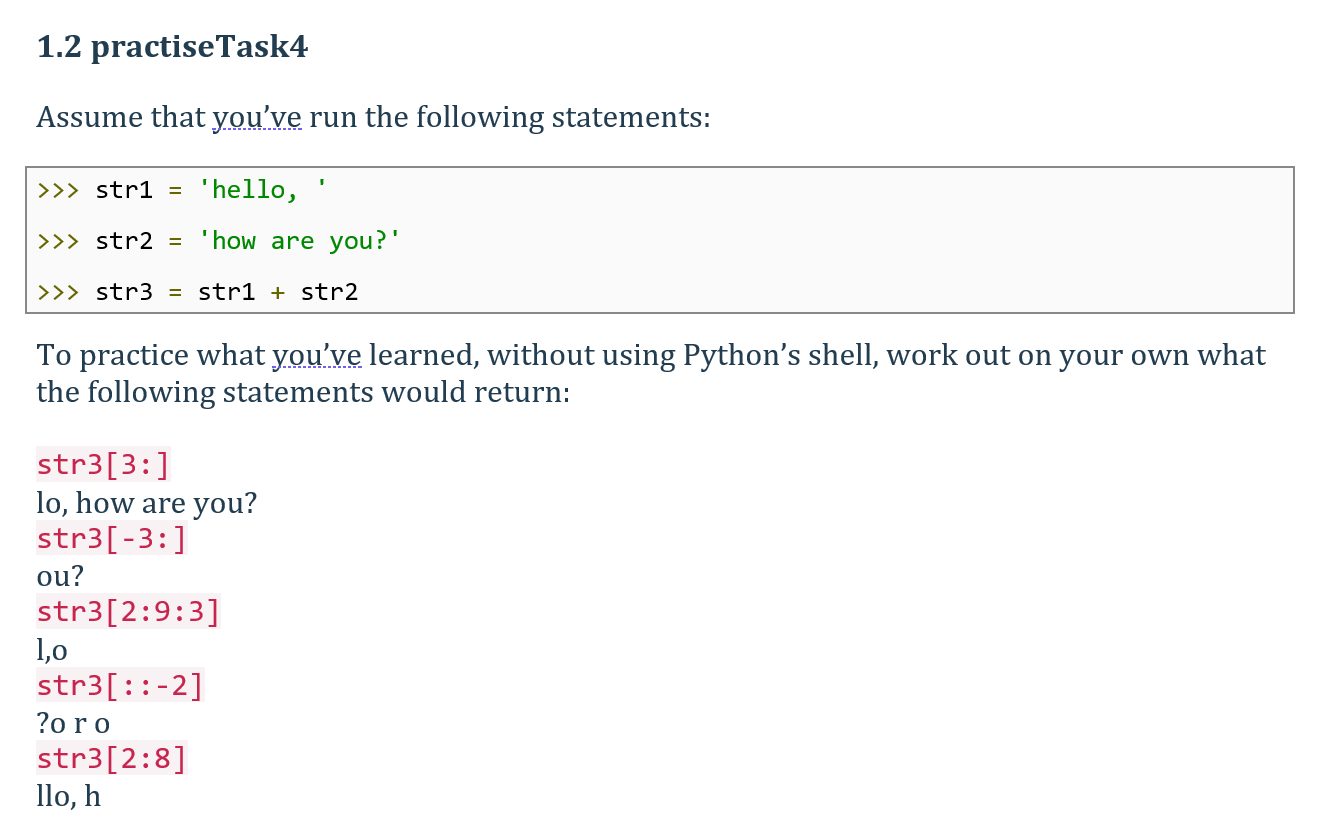 1.2 practiseTask4
Assume that you’ve run the following statements:
>>> str1 = 'hello, '
>>> str2 = 'how are you?'
>>> str3 = str1 + str2
To practice what you’ve learned, without using Python’s shell, work out on your own what
the following statements would return:
str3[3:]
lo, how are you?
str3[-3:]
ou?
str3[2:9:3]
l,o
str3[::-2]
?o r o
str3[2:8]
llo, h